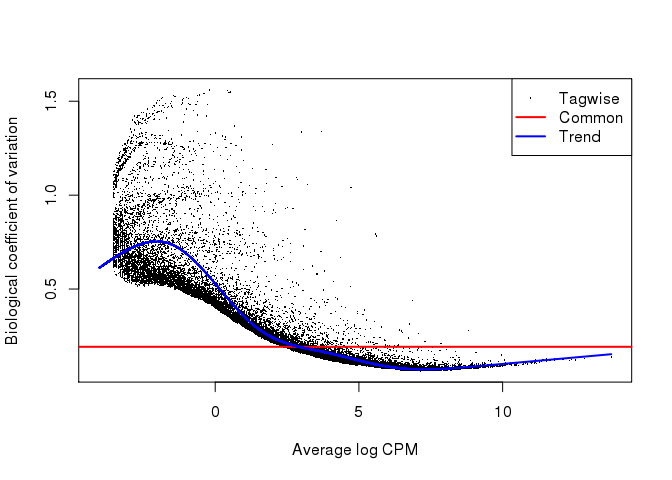 Tagwise
Common
Trend
Biological coefficient of variation
1.5
1.0
0.5
0 5 10
Average log CPM